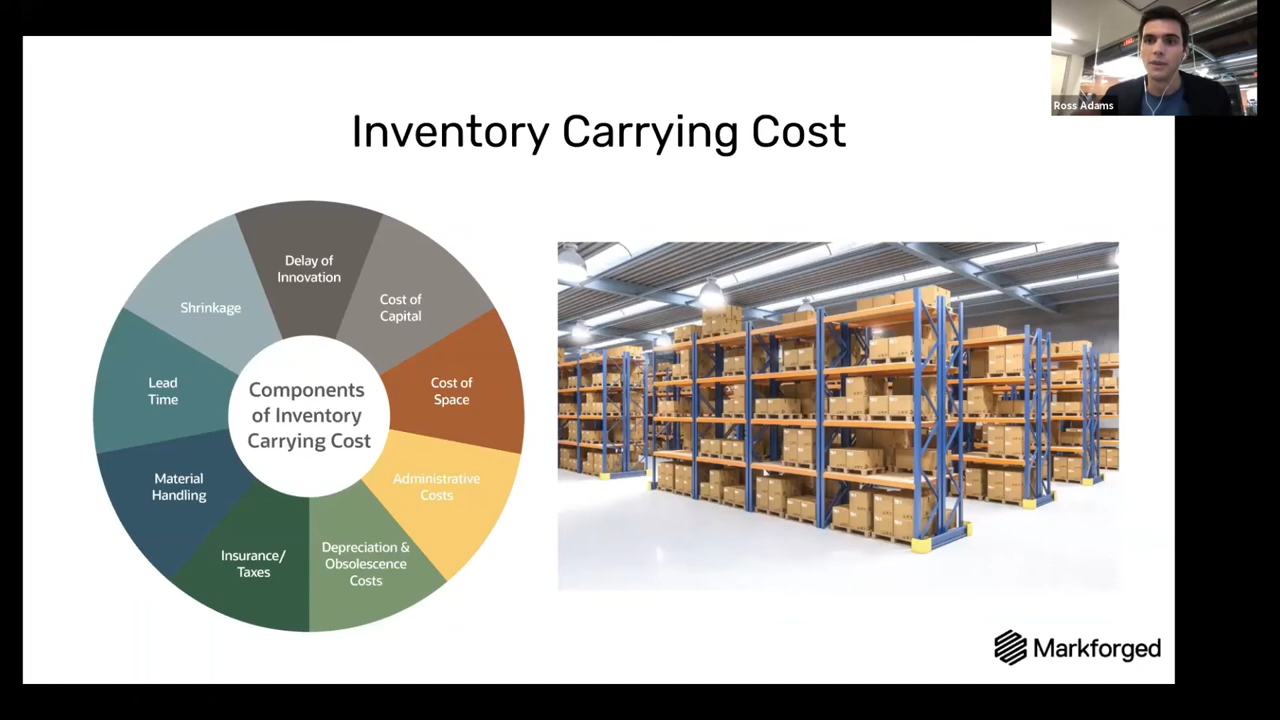 Ross Adams
Inventory Carrying Cost
Delay of
Innovation
Cost of
Capital
Cost of
Space
Administrative
Costs
Depreciation &
Obsolescence
Costs
Insurance/
Taxes
Material
Handling
Lead
Time
Shrinkage
Components
of Inventory
Carrying Cost
Markforged